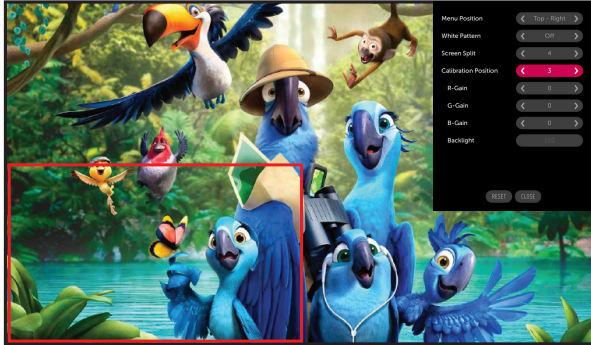 Menu Position < Top - Right >
White Pattern < Off >
Screen Split < 4 >
Calibration Position < 3 >
R-Gain < 0 >
G-Gain < 0 >
B-Gain < 0 >
Backlight
RESET CLOSE